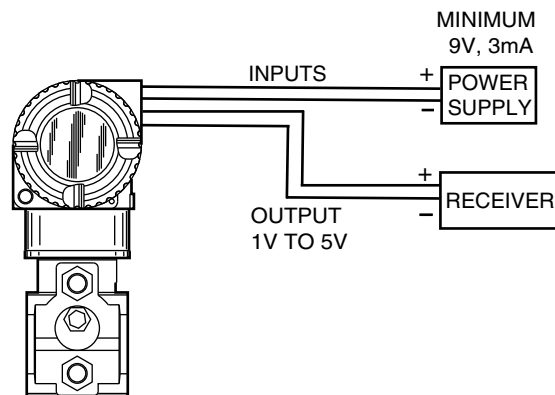 MINIMUM
9V, 3mA
INPUTS
+
POWER
–
SUPPLY
+
RECEIVER
–
OUTPUT
1V TO 5V